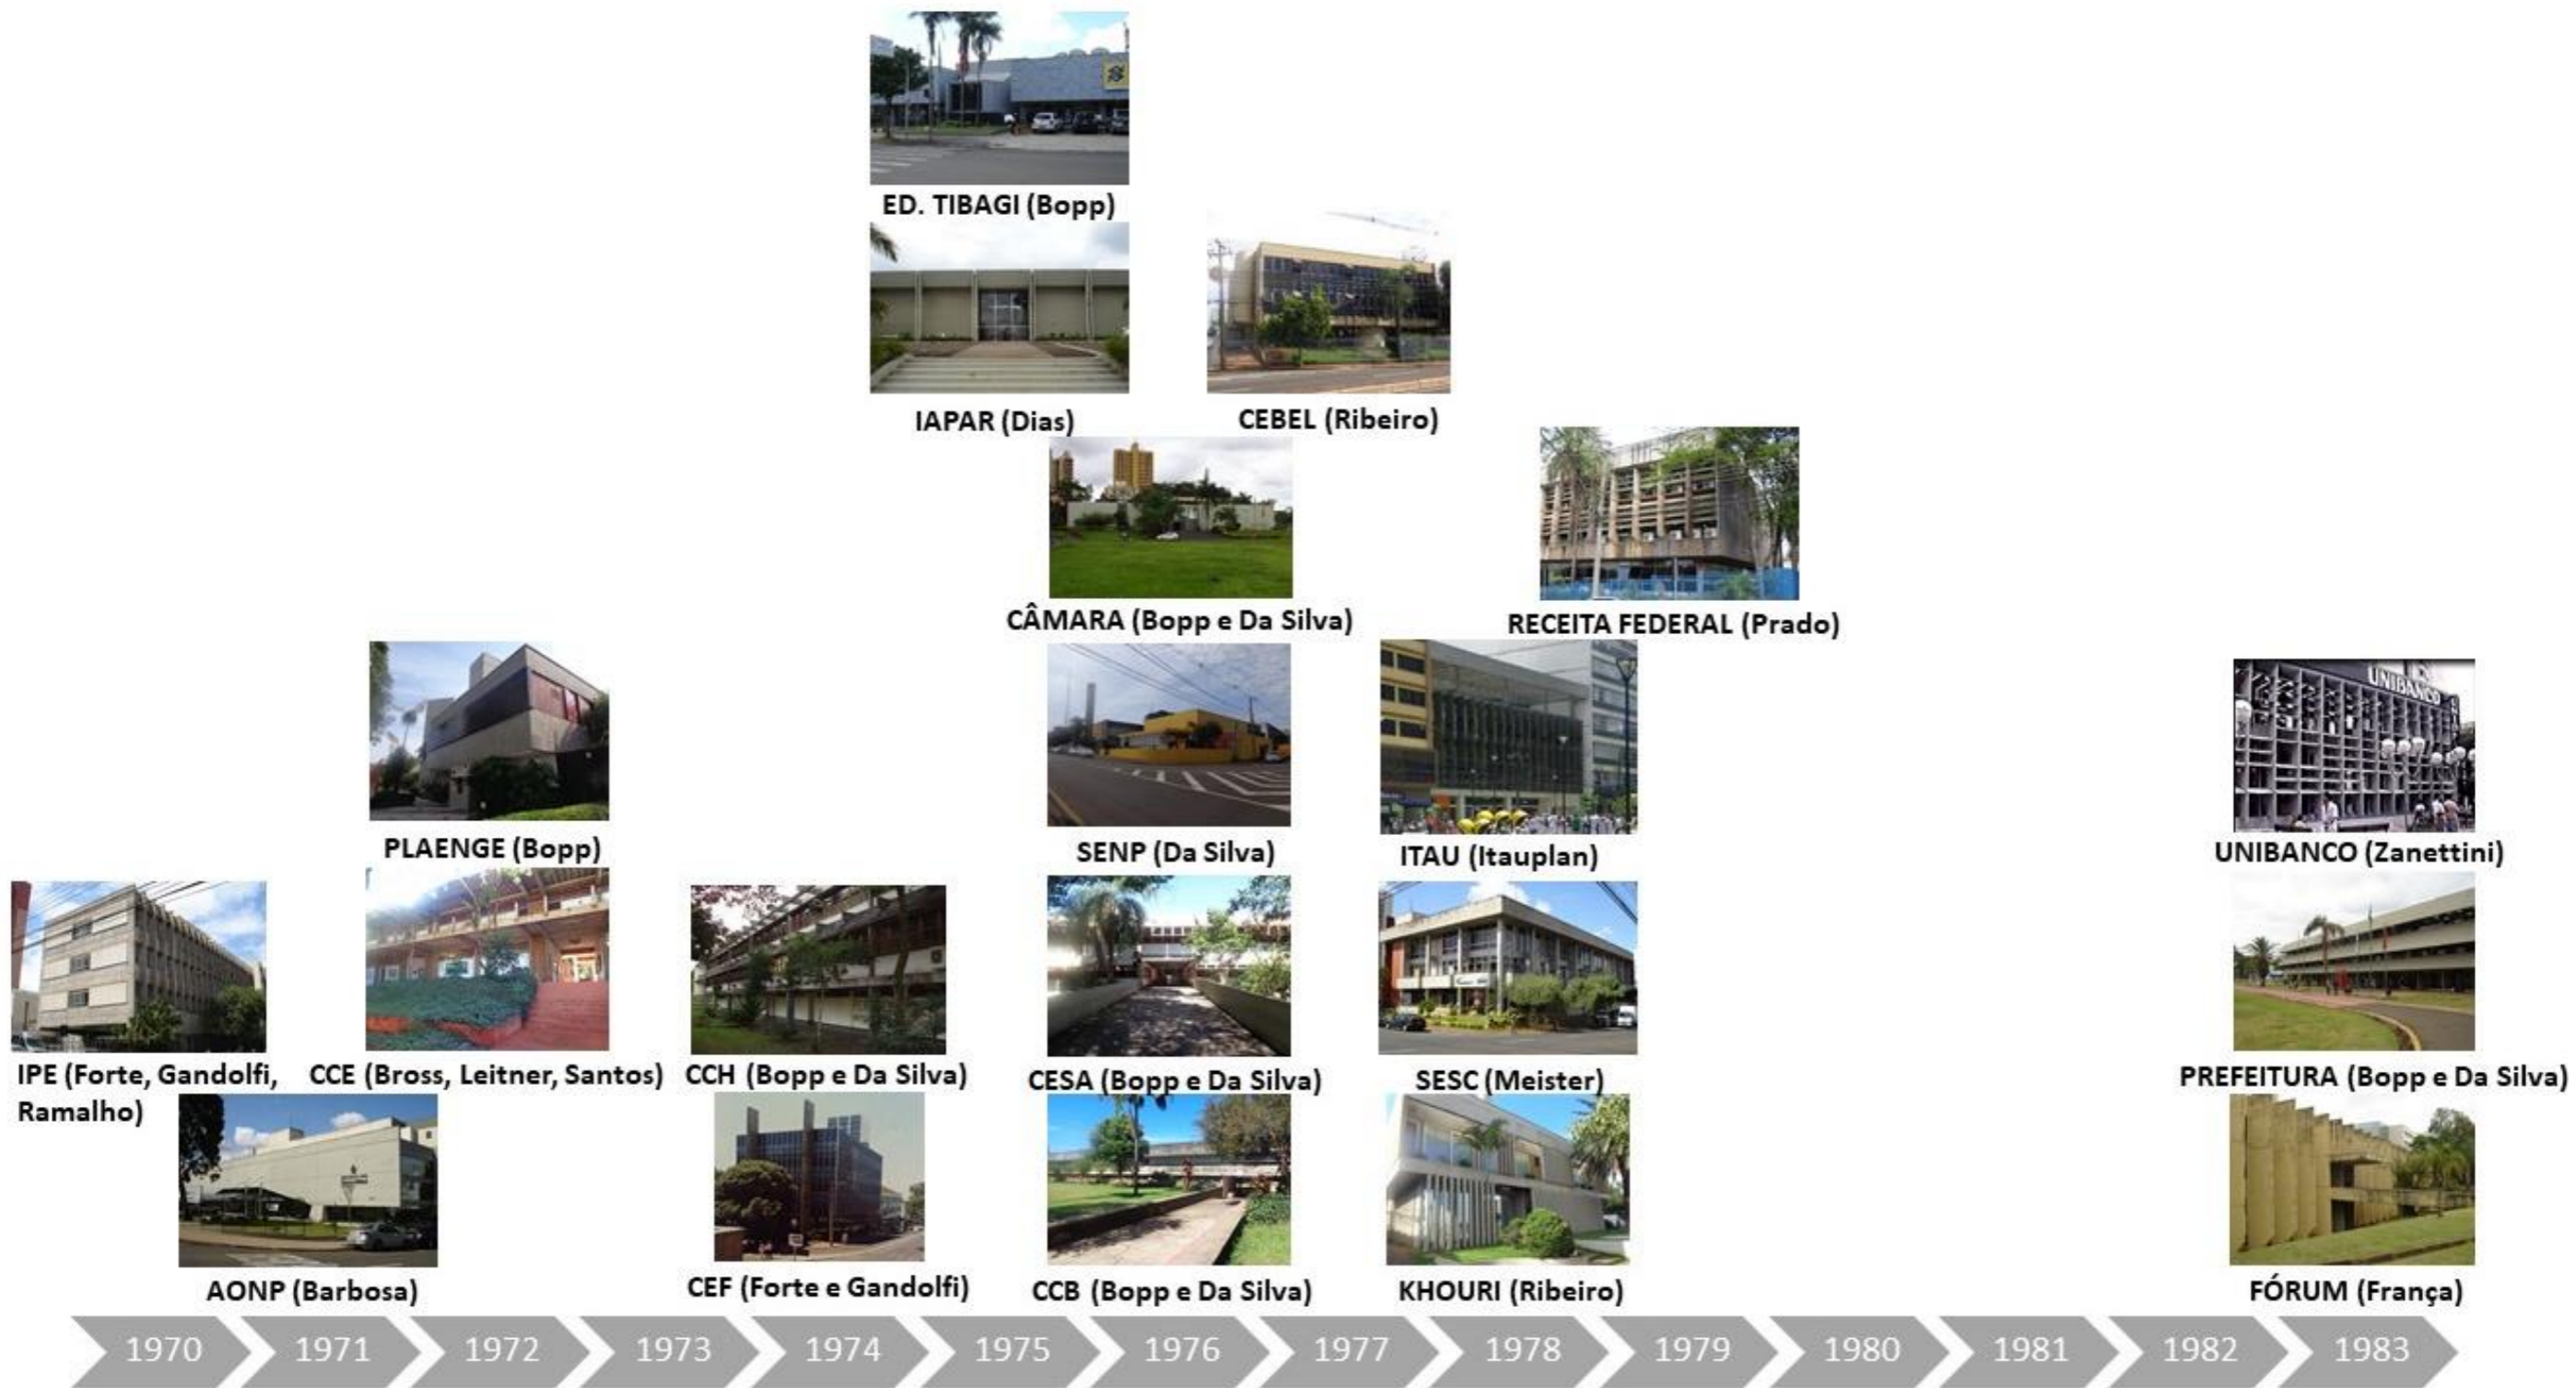 ED. TIBAGI (Bopp)
IAPAR (Dias)
CEBEL (Ribeiro)
CÂMARA (Bopp e Da Silva)
RECEITA FEDERAL (Prado)
PLAENGE (Bopp)
SENP (Da Silva)
ITAU (Itauplan)
UNIBANCO
UNIBANCO (Zanettini)
IPE (Forte, Gandolfi,
Ramalho)
CCE (Bross, Leitner, Santos)
CCH (Bopp e Da Silva)
CESA (Bopp e Da Silva)
SESC (Meister)
PREFEITURA (Bopp e Da Silva)
AONP (Barbosa)
CEF (Forte e Gandolfi)
CCB (Bopp e Da Silva)
KHOURI (Ribeiro)
FÓRUM (França)
1970
1971
1972
1973
1974
1975
1976
1977
1978
1979
1980
1981
1982
1983